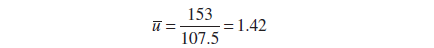 ū = 153/107.5 = 1.42